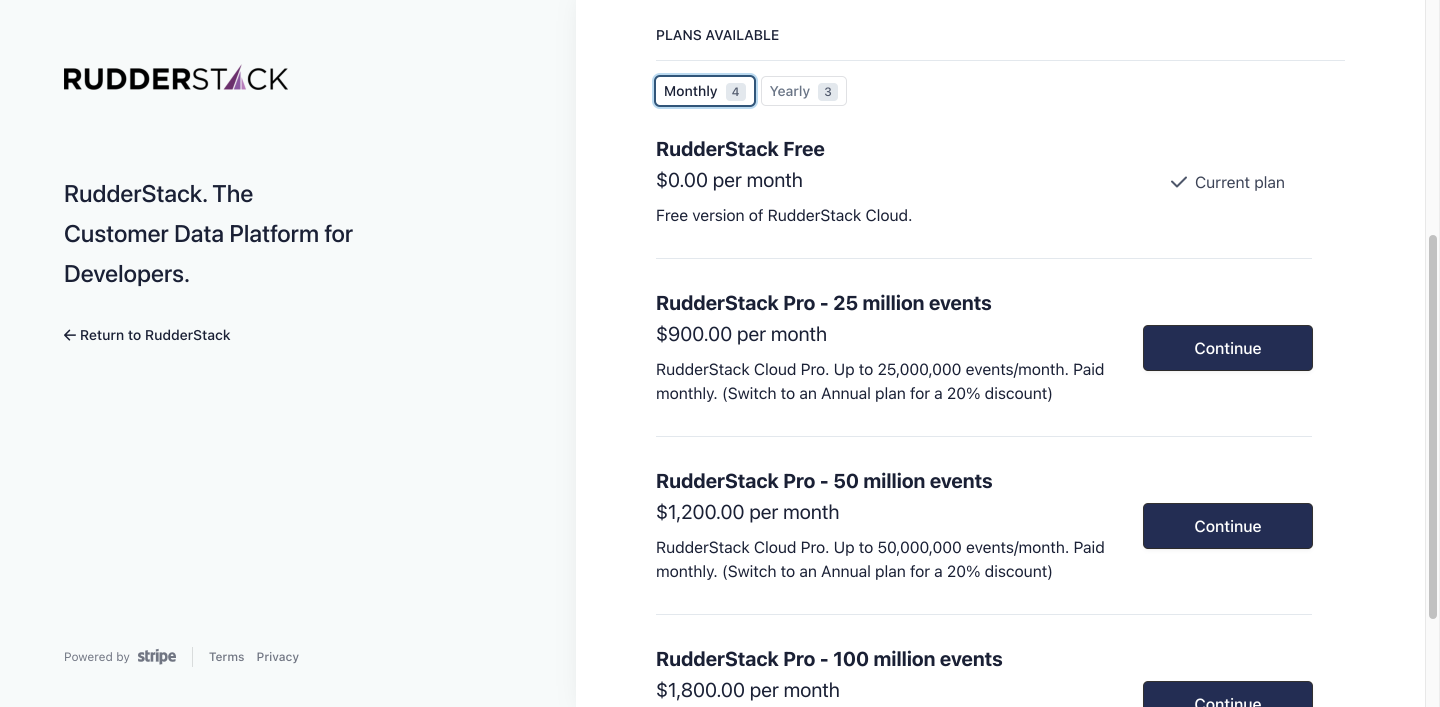 RUDDERSTACK
RudderStack. The
Customer Data Platform for
Developers.
← Return to RudderStack
Powered by stripe
Terms Privacy
PLANS AVAILABLE
Monthly 4 Yearly 3
RudderStack Free
$0.00 per month
Free version of RudderStack Cloud.
Current plan
RudderStack Pro - 25 million events
$900.00 per month
RudderStack Cloud Pro. Up to 25,000,000 events/month. Paid
monthly. (Switch to an Annual plan for a 20% discount)
Continue
RudderStack Pro - 50 million events
$1,200.00 per month
RudderStack Cloud Pro. Up to 50,000,000 events/month. Paid
monthly. (Switch to an Annual plan for a 20% discount)
Continue
RudderStack Pro - 100 million events
$1,800.00 per month
Continue